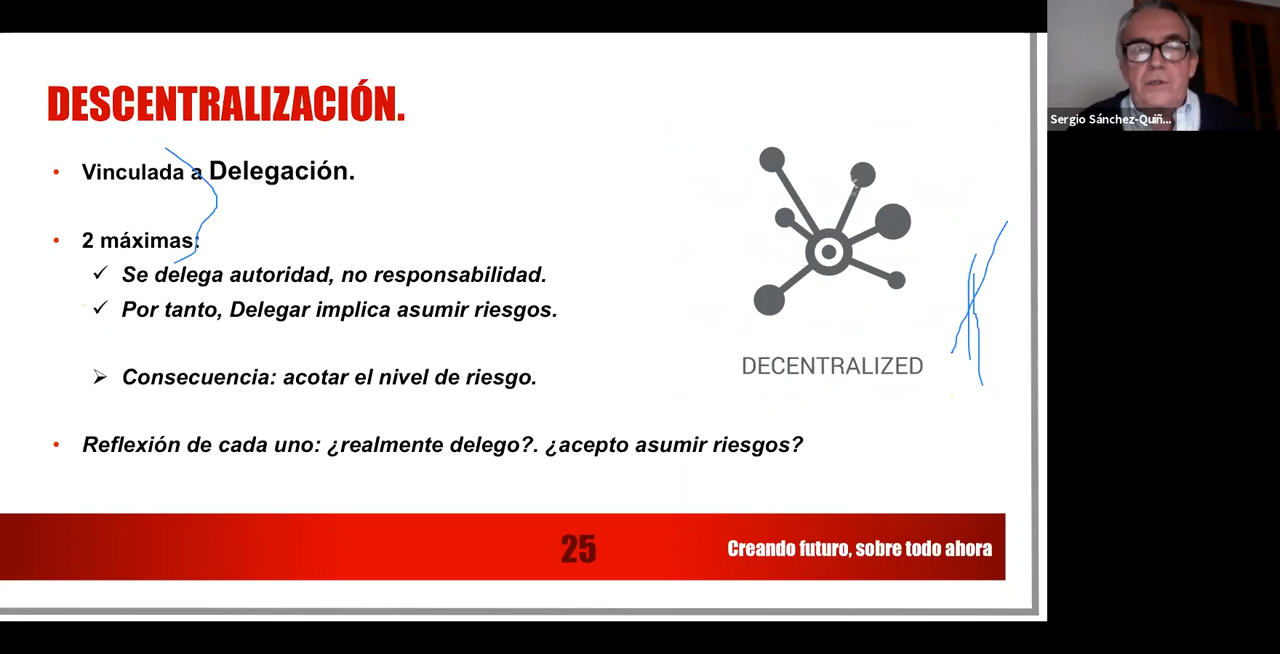 DESCENTRALIZACIÓN.
• Vinculada a Delegación.
• 2 máximas:
✓ Se delega autoridad, no responsabilidad.
✓ Por tanto, Delegar implica asumir riesgos.
➢ Consecuencia: acotar el nivel de riesgo.
• Reflexión de cada uno: ¿realmente delego?. ¿acepto asumir riesgos?
DECENTRALIZED
25
Creando futuro, sobre todo ahora
Sergio Sánchez-Quiñ...